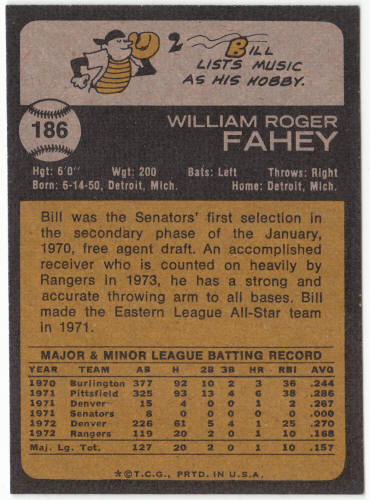 2 Bill
LISTS MUSIC
AS HIS HOBBY.
186
WILLIAM ROGER
FAHEY
Hgt: 6'0" Wgt: 200 Bats: Left Throws: Right
Born: 6-14-50, Detroit, Mich. Home: Detroit, Mich.
Bill was the Senators' first selection in
the secondary phase of the January,
1970, free agent draft. An accomplished
receiver who is counted on heavily by
Rangers in 1973, he has a strong and
accurate throwing arm to all bases. Bill
made the Eastern League All-Star team
in 1971.
MAJOR & MINOR LEAGUE BATTING RECORD
YEAR TEAM AB H 2B 3B HR RBI AVG
1970 Burlington 377 92 10 2 3 36 .244
1971 Pittsfield 325 93 13 4 6 38 .286
1971 Denver 15 4 0 0 1 2 .267
1971 Senators 8 0 0 0 0 0 .000
1972 Denver 226 61 5 4 1 25 .270
1972 Rangers 119 20 2 0 1 10 .168
Maj. Lg. Tot. 127 20 2 0 1 10 .157
*©T.C.G., PRTD. IN U.S.A.